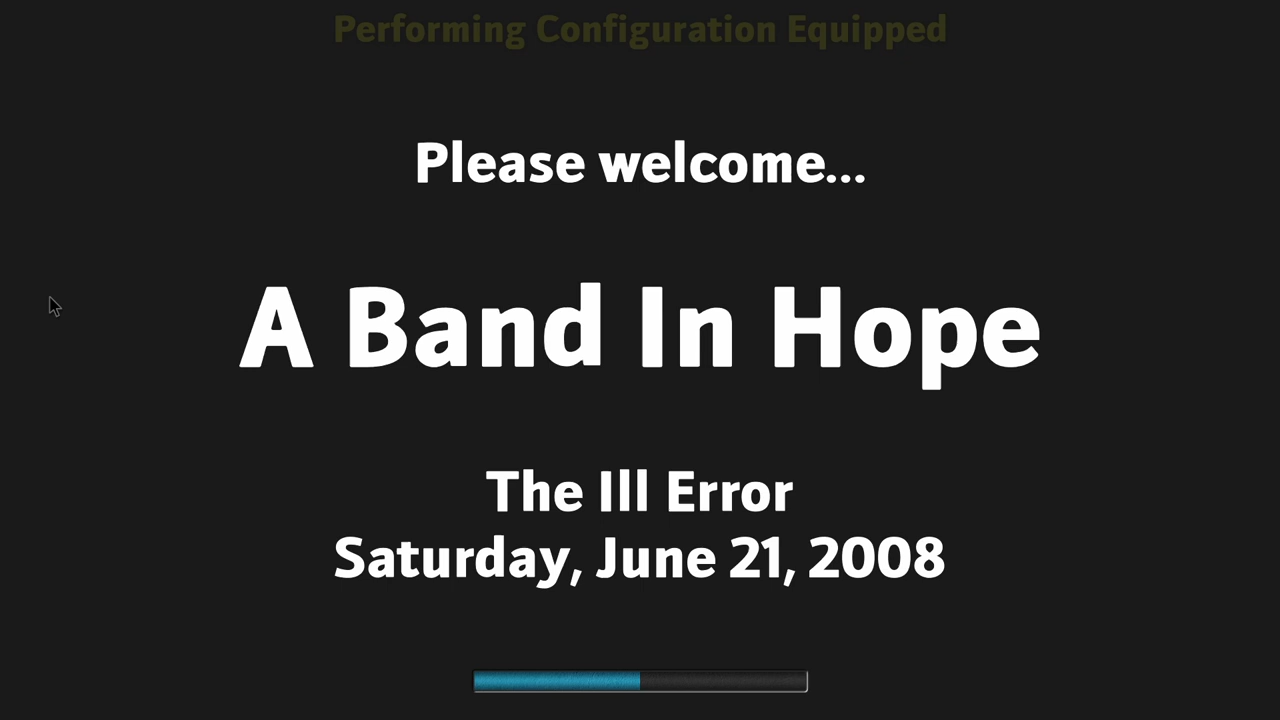 Performing Configuration Equipped
Please welcome...
A Band In Hope
The Ill Error
Saturday, June 21, 2008